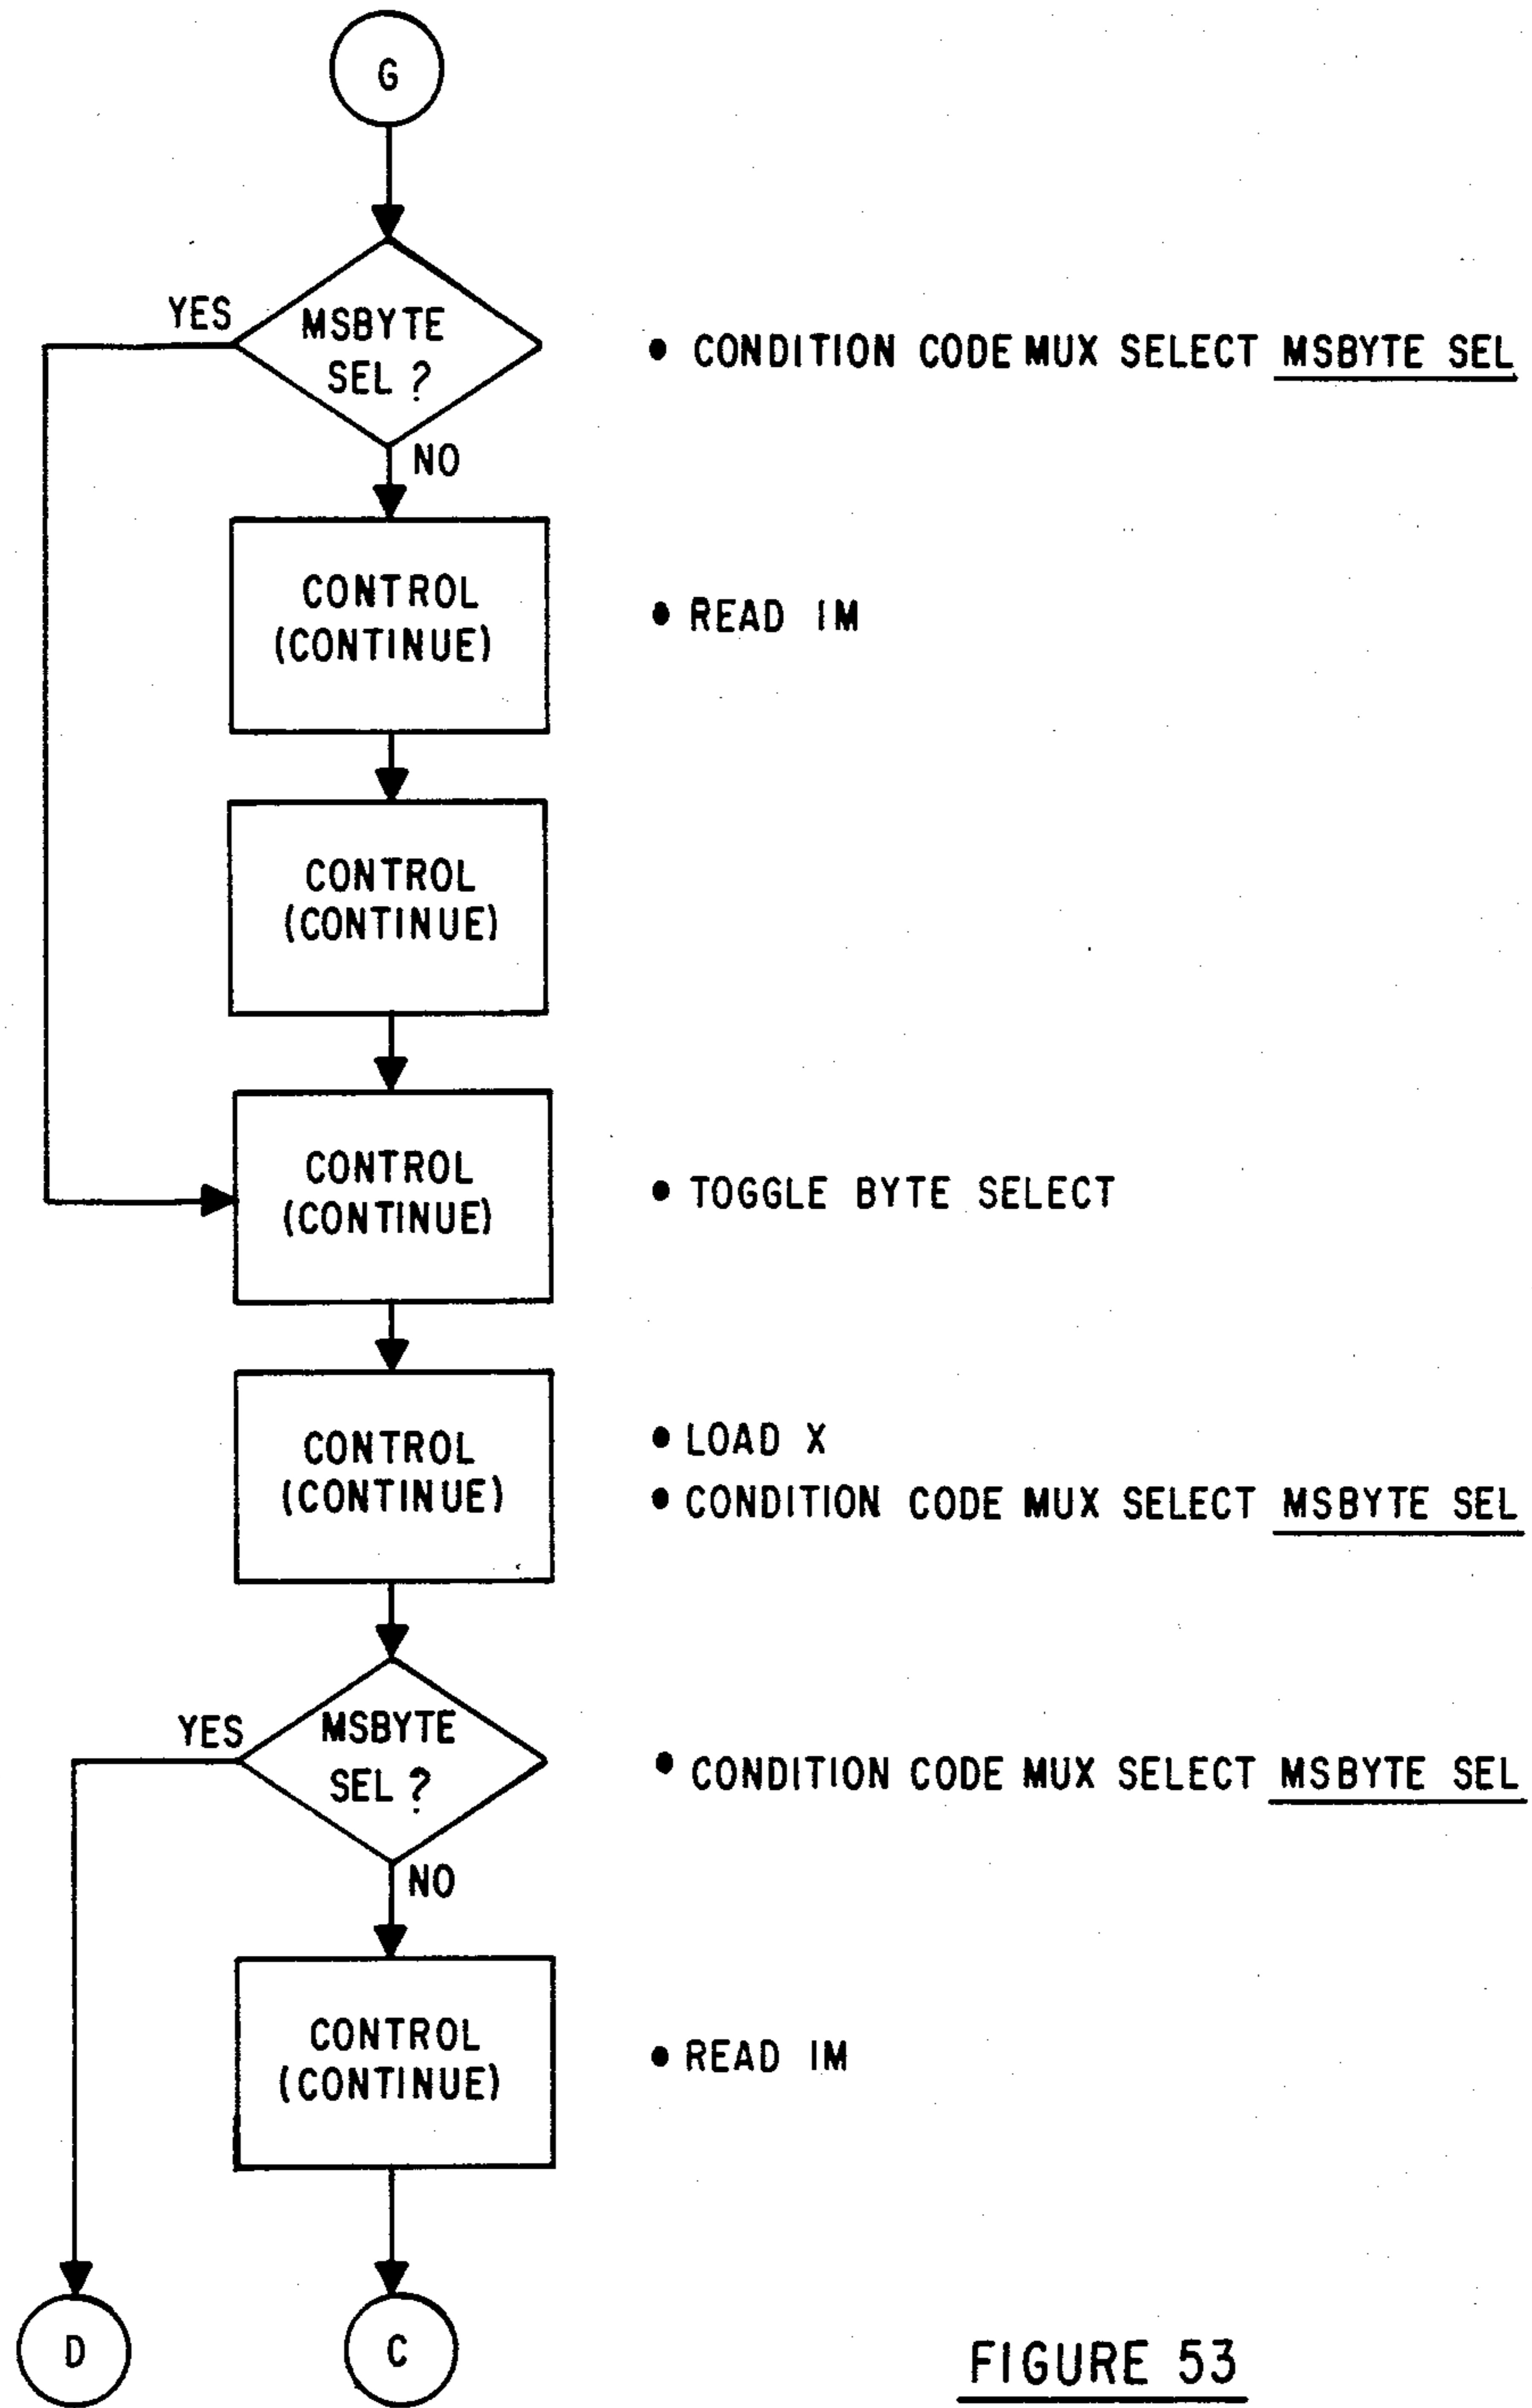 G
YES
MSBYTE
SEL ?
• CONDITION CODE MUX SELECT MSBYTE SEL
NO
CONTROL
(CONTINUE)
• READ IM
CONTROL
(CONTINUE)
CONTROL
(CONTINUE)
• TOGGLE BYTE SELECT
CONTROL
(CONTINUE)
• LOAD X
• CONDITION CODE MUX SELECT MSBYTE SEL
YES
MSBYTE
SEL ?
• CONDITION CODE MUX SELECT MSBYTE SEL
NO
CONTROL
(CONTINUE)
• READ IM
D
C
FIGURE 53